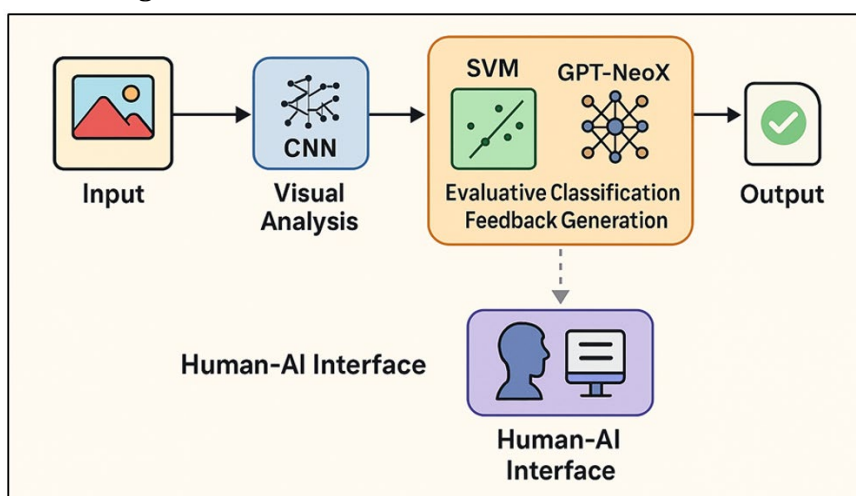 SVM
GPT-NeoX
CNN
Input
Visual
Analysis
Evaluative Classification
Feedback Generation
Output
Human-AI Interface
Human-AI
Interface